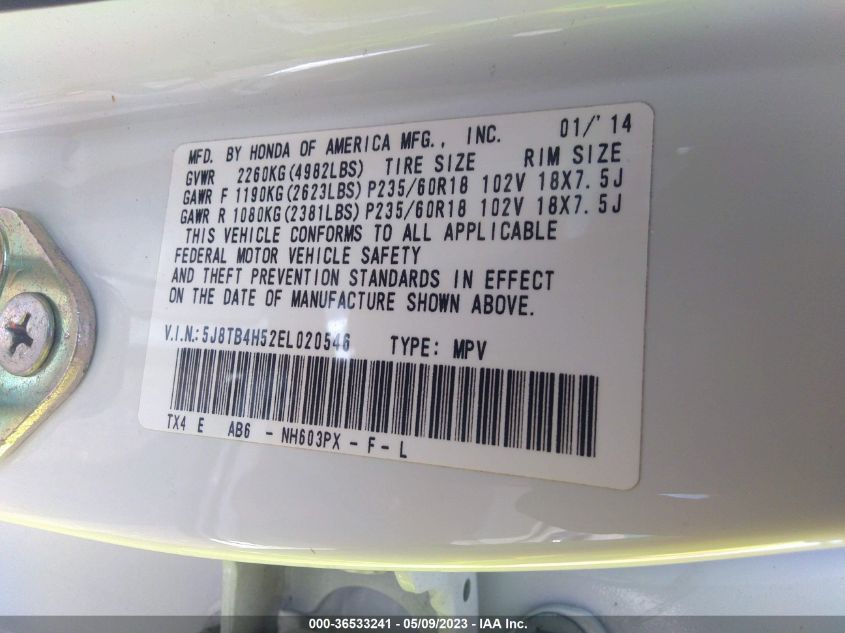 MFD. BY HONDA OF AMERICA MFG., INC. 01/'14
GVWR 2260KG(4982LBS) TIRE SIZE RIM SIZE
GAWR F 1190KG(2623LBS) P235/60R18 102V 18X7.5J
GAWR R 1080KG(2381LBS) P235/60R18 102V 18X7.5J
THIS VEHICLE CONFORMS TO ALL APPLICABLE
FEDERAL MOTOR VEHICLE SAFETY
AND THEFT PREVENTION STANDARDS IN EFFECT
ON THE DATE OF MANUFACTURE SHOWN ABOVE.
V.I.N.:5J8TB4H52EL020546 TYPE: MPV
TX4 E AB6 - NH603PX - F - L
000-36533241 - 05/09/2023 - IAA Inc.